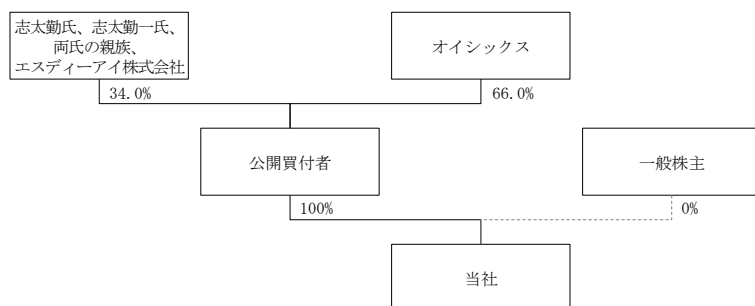 志太勤氏、志太勤一氏、
両氏の親族、
エスディーアイ株式会社
オイシックス
34.0%
66.0%
公開買付者
一般株主
100%
0%
当社